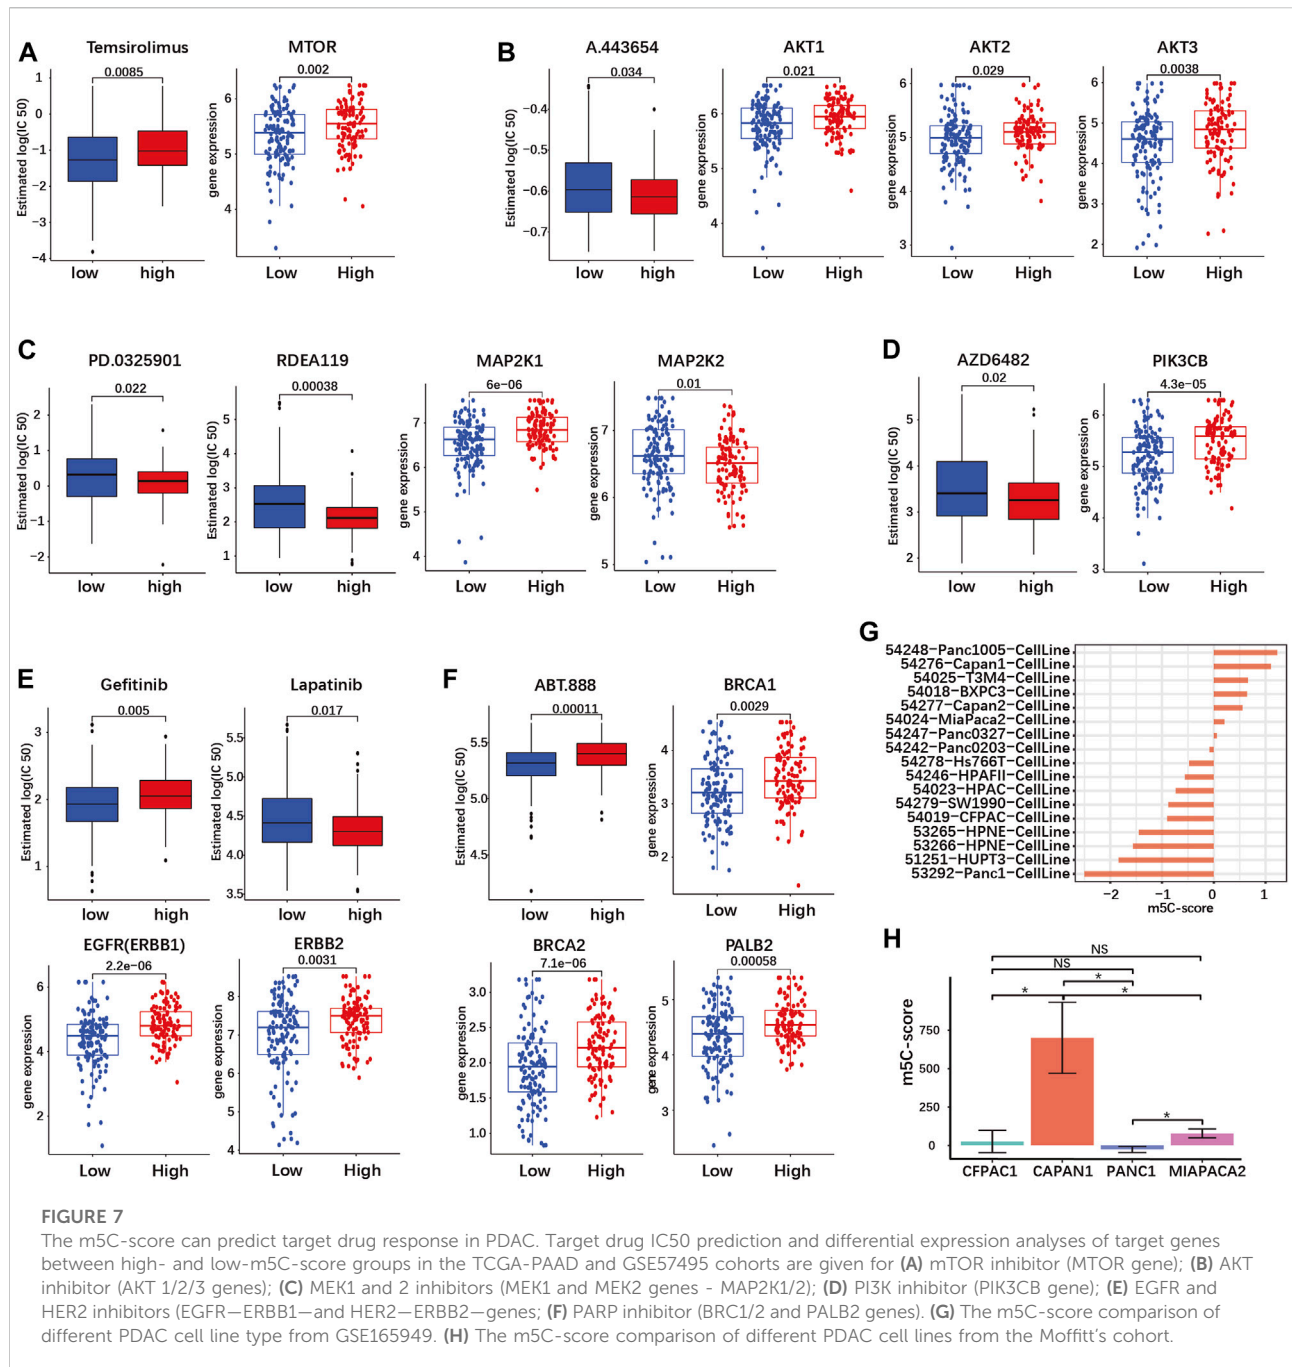 A
Temsirolimus
0.0085
Estimated log(IC 50)
1
0
−1
−2
−3
−4
low
high
MTOR
0.002
gene expression
6
5
4
Low
High
B
A.443654
0.034
Estimated log(IC 50)
−0.4
−0.5
−0.6
−0.7
low
high
AKT1
0.021
gene expression
6
5
4
Low
High
AKT2
0.029
gene expression
6
5
4
3
Low
High
AKT3
0.0038
gene expression
6
5
4
3
2
Low
High
C
PD.0325901
0.022
Estimated log(IC 50)
2
1
0
−1
−2
low
high
RDEA119
0.00038
Estimated log(IC 50)
5
4
3
2
1
low
high
MAP2K1
6e−06
gene expression
7
6
5
4
Low
High
MAP2K2
0.01
gene expression
7
6
5
Low
High
D
AZD6482
0.02
Estimated log(IC 50)
5
4
3
2
low
high
PIK3CB
4.3e−05
gene expression
6
5
4
3
Low
High
E
Gefitinib
0.005
Estimated log(IC 50)
3
2
1
low
high
Lapatinib
0.017
Estimated log(IC 50)
5.5
5.0
4.5
4.0
3.5
low
high
EGFR(ERBB1)
2.2e−06
gene expression
6
4
2
Low
High
ERBB2
0.0031
gene expression
8
7
6
5
4
Low
High
F
ABT.888
0.00011
Estimated log(IC 50)
5.5
5.0
4.5
low
high
BRCA1
0.0029
gene expression
4
3
2
Low
High
BRCA2
7.1e−06
gene expression
3.0
2.5
2.0
1.5
1.0
Low
High
PALB2
0.00058
gene expression
5
4
3
Low
High
G
54248−Panc1005−CellLine
54276−Capan1−CellLine
54025−T3M4−CellLine
54018−BXPC3−CellLine
54277−Capan2−CellLine
54024−MiaPaca2−CellLine
54247−Panc0327−CellLine
54242−Panc0203−CellLine
54278−Hs766T−CellLine
54246−HPAFII−CellLine
54023−HPAC−CellLine
54279−SW1990−CellLine
54019−CFPAC−CellLine
53265−HPNE−CellLine
53266−HPNE−CellLine
51251−HUPT3−CellLine
53292−Panc1−CellLine
−2 −1 0 1
m5C−score
H
NS
NS
*
* *
*
m5C−score
750
500
250
0
CFPAC1 CAPAN1 PANC1 MIAPACA2
FIGURE 7
The m5C-score can predict target drug response in PDAC. Target drug IC50 prediction and differential expression analyses of target genes
between high- and low-m5C-score groups in the TCGA-PAAD and GSE57495 cohorts are given for (A) mTOR inhibitor (MTOR gene); (B) AKT
inhibitor (AKT 1/2/3 genes); (C) MEK1 and 2 inhibitors (MEK1 and MEK2 genes - MAP2K1/2); (D) PI3K inhibitor (PIK3CB gene); (E) EGFR and
HER2 inhibitors (EGFR—ERBB1—and HER2—ERBB2—genes; (F) PARP inhibitor (BRC1/2 and PALB2 genes). (G) The m5C-score comparison of
different PDAC cell line type from GSE165949. (H) The m5C-score comparison of different PDAC cell lines from the Moffitt's cohort.